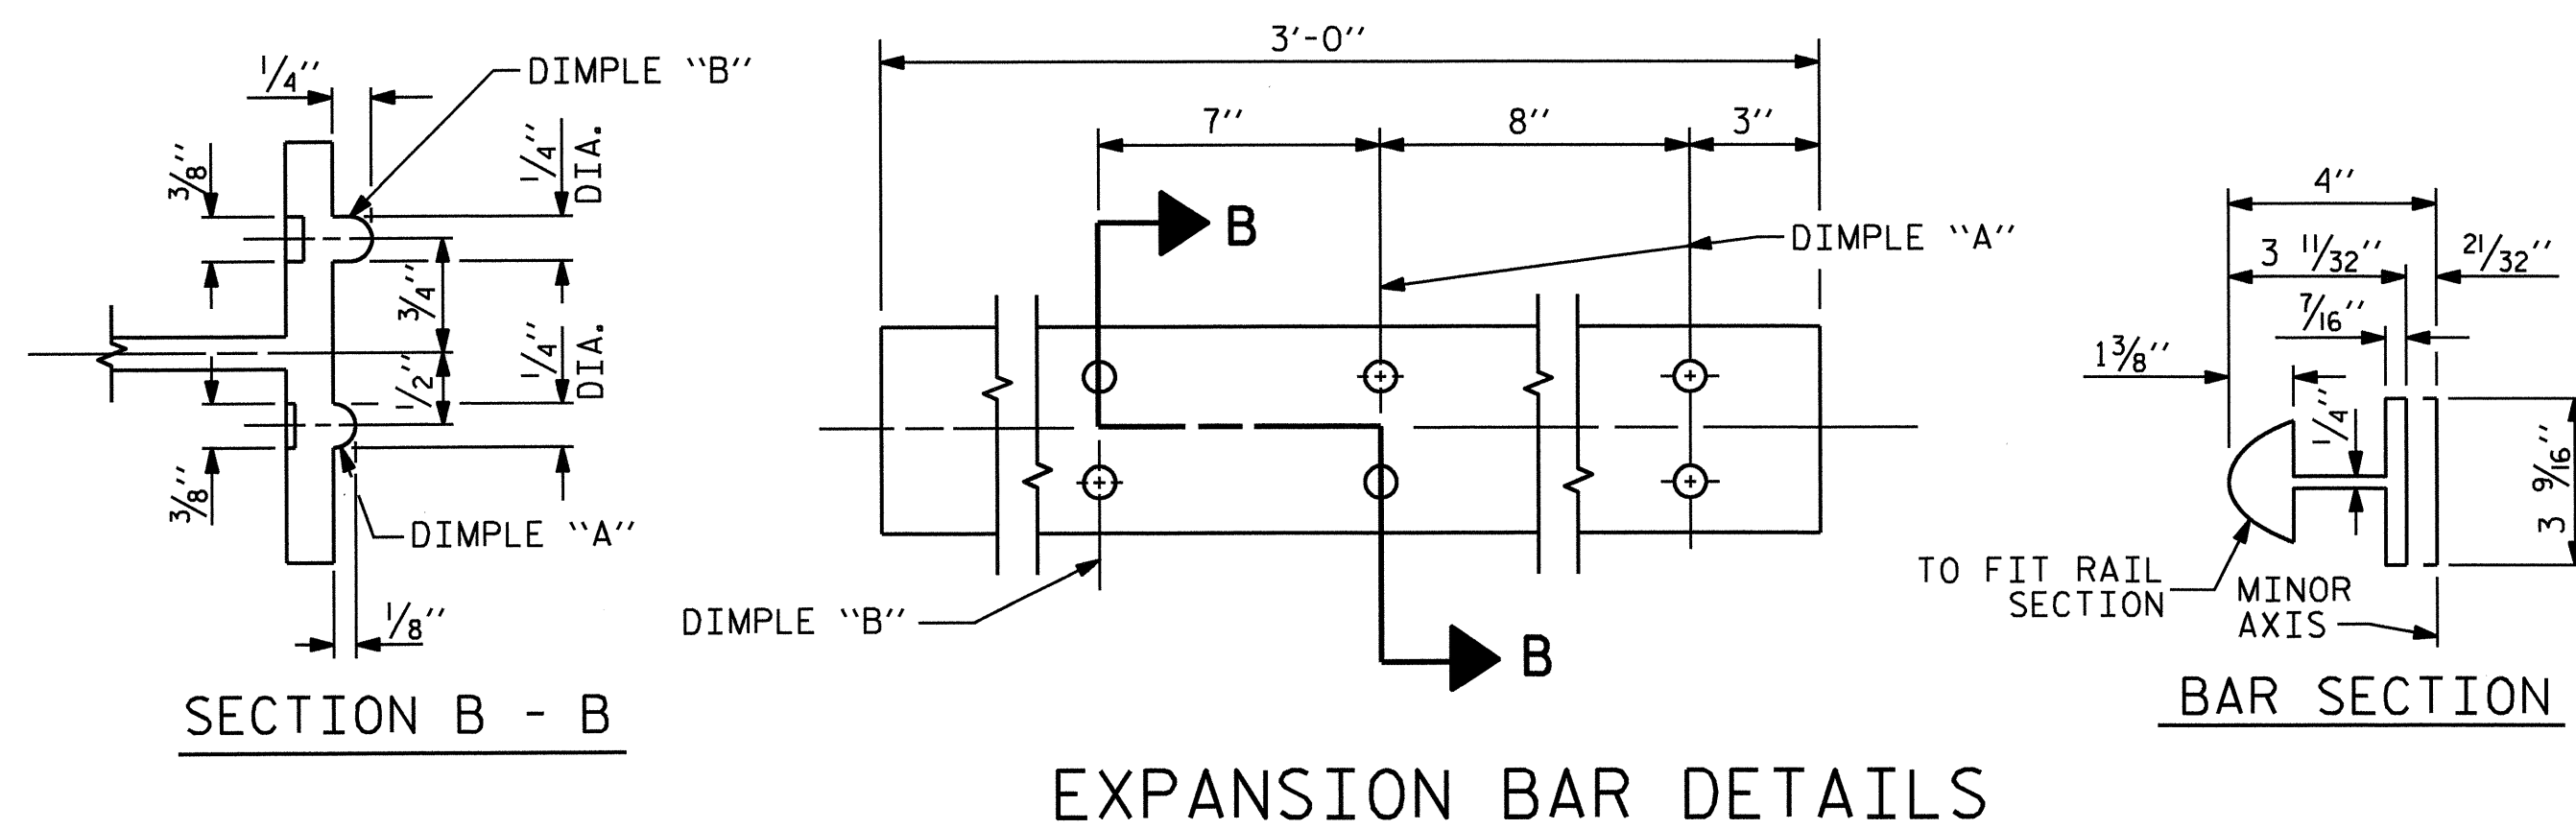 1/4"
DIMPLE "B"
3/8"
1/4"
DIA.
3/4"
1/2"
1/4"
DIA.
3/8"
DIMPLE "A"
1/8"
SECTION B - B
3'-0"
7"
8"
3"
B
DIMPLE "A"
DIMPLE "B"
B
EXPANSION BAR DETAILS
4"
3 11/32"
21/32"
7/16"
1 3/8"
1/4"
3 9/16"
TO FIT RAIL
SECTION
MINOR
AXIS
BAR SECTION